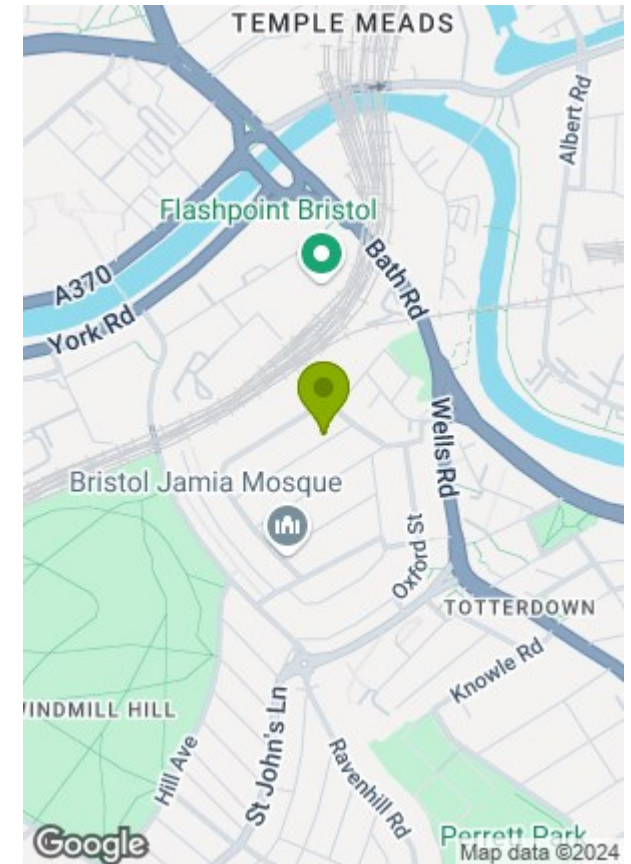 TEMPLE MEADS
Albert Rd
Flashpoint Bristol
Bath Rd
A370
York Rd
Wells Rd
Bristol Jamia Mosque
Oxford St
TOTTERDOWN
Knowle Rd
INDMILL HILL
Hill Ave
St John's Ln
Ravenhill Rd
Perrett Park
Google
Map data ©2024